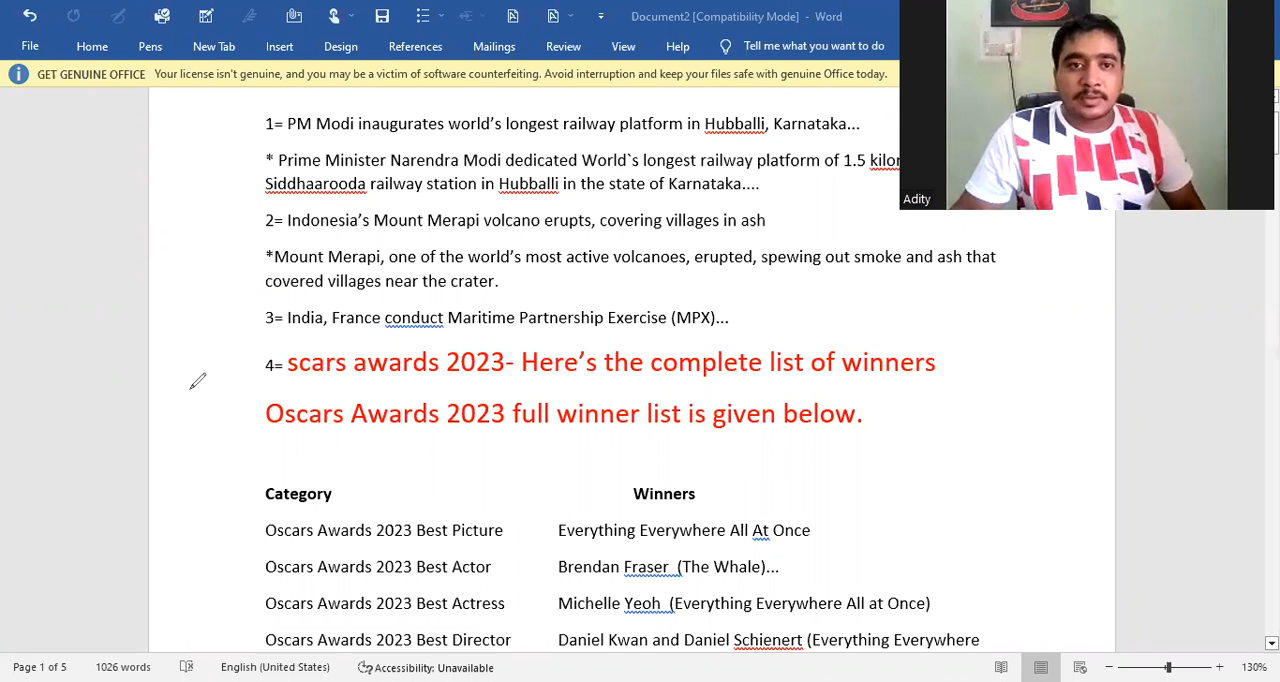 Document2 [Compatibility Mode] - Word
File Home Pens New Tab Insert Design References Mailings Review View Help Tell me what you want to do
GET GENUINE OFFICE Your license isn't genuine, and you may be a victim of software counterfeiting. Avoid interruption and keep your files safe with genuine Office today.
Adity
1= PM Modi inaugurates world’s longest railway platform in Hubballi, Karnataka...
* Prime Minister Narendra Modi dedicated World`s longest railway platform of 1.5
Siddhaarooda railway station in Hubballi in the state of Karnataka....
2= Indonesia’s Mount Merapi volcano erupts, covering villages in ash
*Mount Merapi, one of the world’s most active volcanoes, erupted, spewing out smoke and ash that
covered villages near the crater.
3= India, France conduct Maritime Partnership Exercise (MPX)...
4= scars awards 2023- Here’s the complete list of winners
Oscars Awards 2023 full winner list is given below.
Category Winners
Oscars Awards 2023 Best Picture Everything Everywhere All At Once
Oscars Awards 2023 Best Actor Brendan Fraser (The Whale)...
Oscars Awards 2023 Best Actress Michelle Yeoh (Everything Everywhere All at Once)
Oscars Awards 2023 Best Director Daniel Kwan and Daniel Schienert (Everything Everywhere
Page 1 of 5 1026 words English (United States) Accessibility: Unavailable 130%